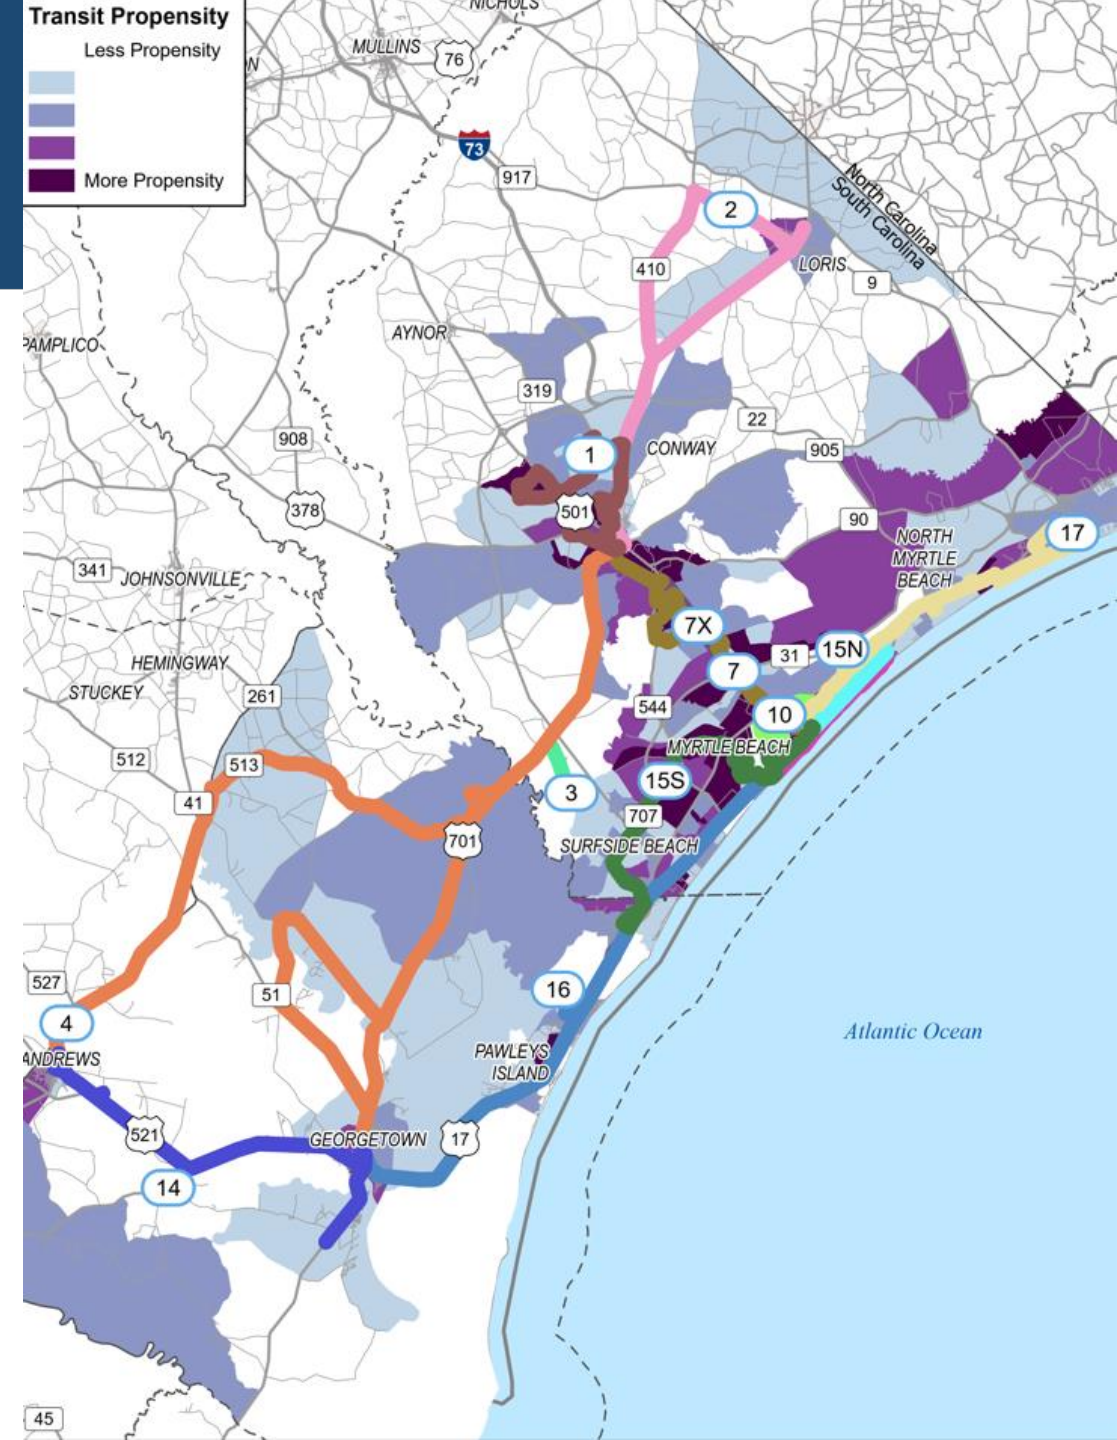 Transit Propensity
Less Propensity
More Propensity
NICHOLS
MULLINS
76
N
73
917
North Carolina
South Carolina
2
410
LORIS
9
AYNOR
PAMPLICO
319
22
908
1
CONWAY
905
378
501
90
17
NORTH
MYRTLE
BEACH
341
JOHNSONVILLE
7X
15N
31
HEMINGWAY
7
STUCKEY
261
544
10
MYRTLE BEACH
512
513
15S
3
41
707
701
SURFSIDE BEACH
527
51
16
4
Atlantic Ocean
ANDREWS
PAWLEYS
ISLAND
521
GEORGETOWN
17
14
45